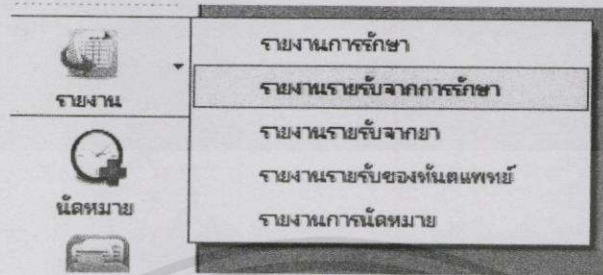 รายงาน
นัดหมาย
รายงานการรักษา
รายงานรายรับจากการรักษา
รายงานรายรับจากยา
รายงานรายรับของทันตแพทย์
รายงานการนัดหมาย